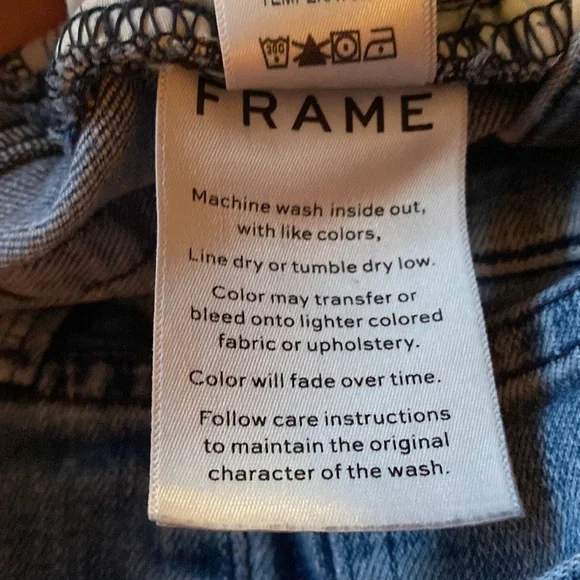 30C
FRAME
Machine wash inside out,
with like colors,
Line dry or tumble dry low.
Color may transfer or
bleed onto lighter colored
fabric or upholstery.
Color will fade over time.
Follow care instructions
to maintain the original
character of the wash.